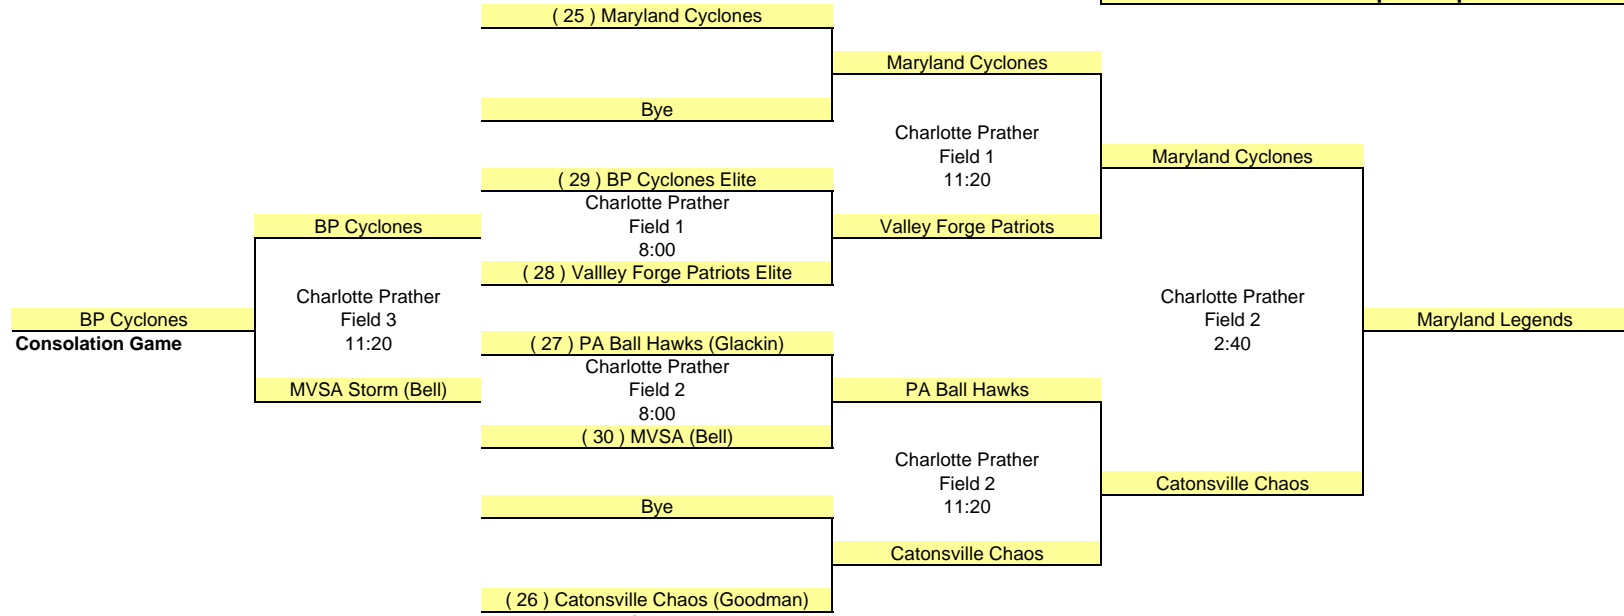 ( 25 ) Maryland Cyclones
Maryland Cyclones
Bye
Charlotte Prather
Field 1
11:20
Maryland Cyclones
( 29 ) BP Cyclones Elite
Charlotte Prather
Field 1
8:00
BP Cyclones
Valley Forge Patriots
( 28 ) Vallley Forge Patriots Elite
Charlotte Prather
Field 3
11:20
Charlotte Prather
Field 2
2:40
BP Cyclones
Consolation Game
Maryland Legends
( 27 ) PA Ball Hawks (Glackin)
Charlotte Prather
Field 2
8:00
MVSA Storm (Bell)
PA Ball Hawks
( 30 ) MVSA (Bell)
Charlotte Prather
Field 2
11:20
Catonsville Chaos
Bye
Catonsville Chaos
( 26 ) Catonsville Chaos (Goodman)